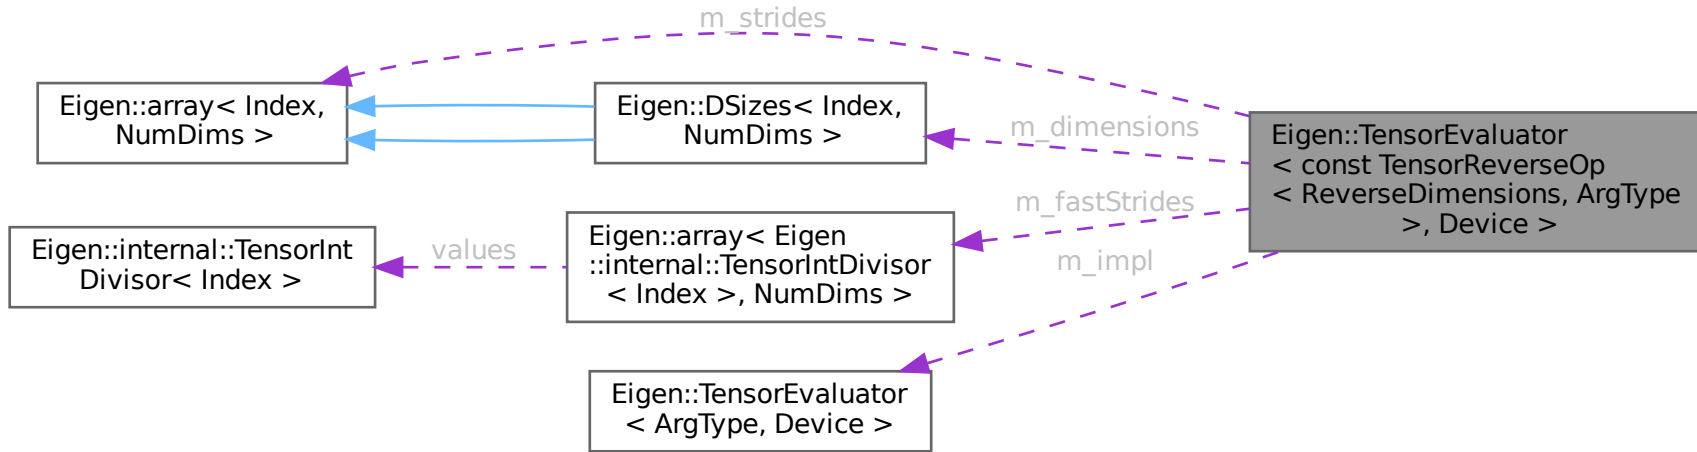 m_strides
Eigen::array< Index,
NumDims >
Eigen::DSizes< Index,
NumDims >
m_dimensions
Eigen::TensorEvaluator
< const TensorReverseOp
< ReverseDimensions, ArgType
>, Device >
m_fastStrides
Eigen::internal::TensorInt
Divisor< Index >
values
Eigen::array< Eigen
::internal::TensorIntDivisor
< Index >, NumDims >
m_impl
Eigen::TensorEvaluator
< ArgType, Device >